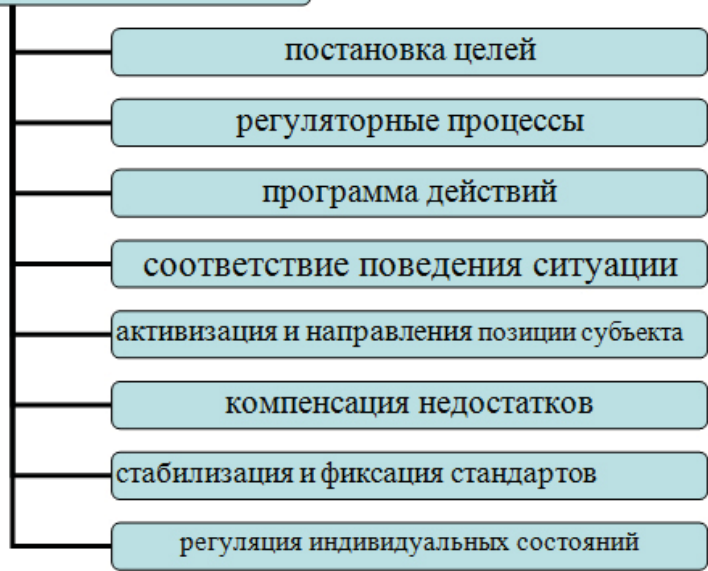 постановка целей
регуляторные процессы
программа действий
соответствие поведения ситуации
активизация и направления позиции субъекта
компенсация недостатков
стабилизация и фиксация стандартов
регуляция индивидуальных состояний